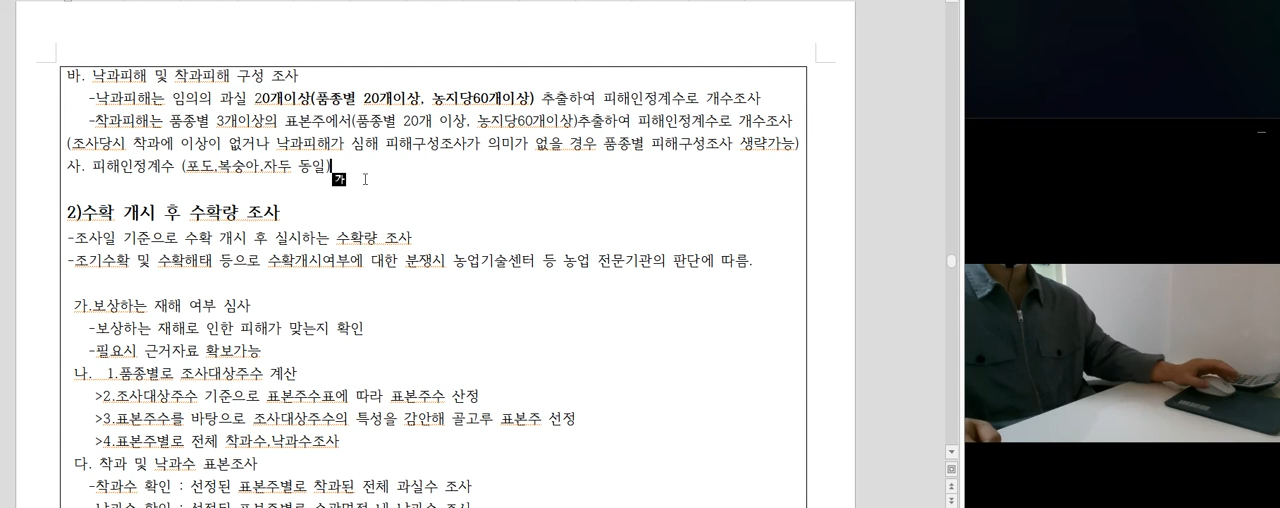 바. 낙과피해 및 착과피해 구성 조사
-낙과피해는 임의의 과실 20개이상(품종별 20개이상, 농지당60개이상) 추출하여 피해인정계수로 개수조사
-착과피해는 품종별 3개이상의 표본주에서(품종별 20개 이상, 농지당60개이상)추출하여 피해인정계수로 개수조사
(조사당시 착과에 이상이 없거나 낙과피해가 심해 피해구성조사가 의미가 없을 경우 품종별 피해구성조사 생략가능)
사. 피해인정계수 (포도,복숭아,자두 동일)
가
2)수확 개시 후 수확량 조사
-조사일 기준으로 수확 개시 후 실시하는 수확량 조사
-조기수확 및 수확해태 등으로 수확개시여부에 대한 분쟁시 농업기술센터 등 농업 전문기관의 판단에 따름.
가.보상하는 재해 여부 심사
-보상하는 재해로 인한 피해가 맞는지 확인
-필요시 근거자료 확보가능
나. 1.품종별로 조사대상주수 계산
>2.조사대상주수 기준으로 표본주수표에 따라 표본주수 산정
>3.표본주수를 바탕으로 조사대상주수의 특성을 감안해 골고루 표본주 선정
>4.표본주별로 전체 착과수,낙과수조사
다. 착과 및 낙과수 표본조사
-착과수 확인 : 선정된 표본주별로 착과된 전체 과실수 조사